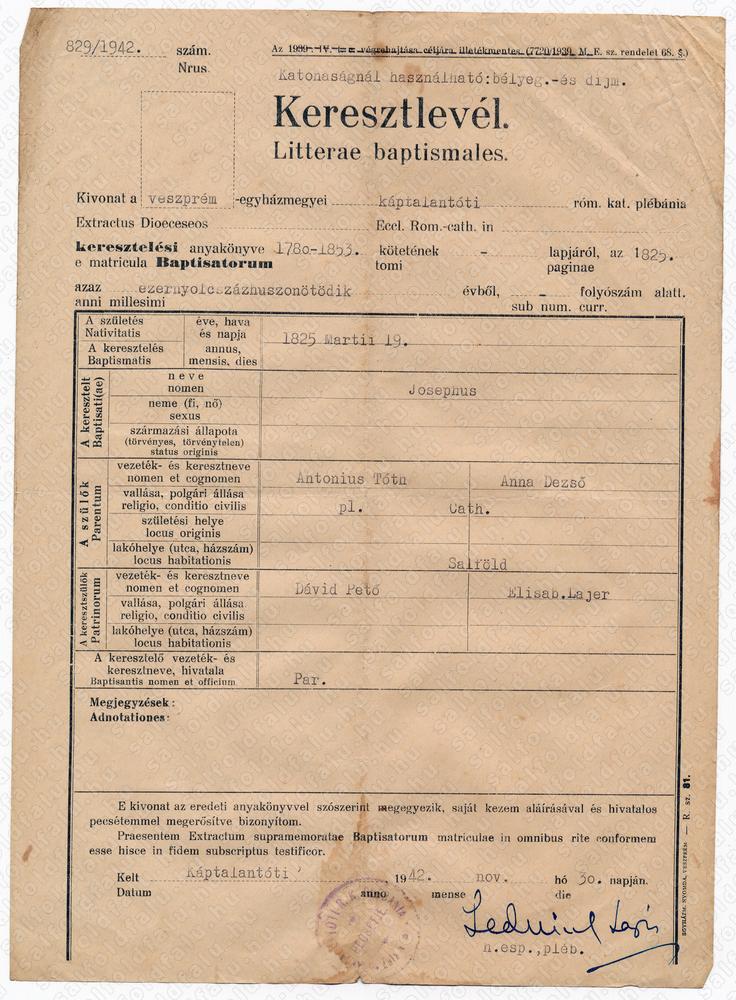 829/1942. szám.
Nrus.
Az 1939. IV. t.-c. végrehajtása céljára illetékmentes (7720/1939. M. E. sz. rendelet 68. §.)
Katonaságnál használható:bélyeg.-és díjm.
Keresztlevél.
Litterae baptismales.
Kivonat a veszprém -egyházmegyei káptalantóti róm. kat. plébánia
Extractus Dioeceseos Eccl. Rom.-cath. in
keresztelési anyakönyve 1780-1853. kötetének - lapjáról, az 1825.
e matricula Baptisatorum tomi paginae
azaz ezernyolcszázhuszonötödik évből, - folyószám alatt.
anni millesimi sub num. curr.
A születés
Nativitatis
A keresztelés
Baptismatis
éve, hava
és napja
annus,
mensis, dies
1825 Martii 19.
A keresztelt
Baptisati(ae)
neve
nomen
Josephus
neme (fi, nő)
sexus
származási állapota
(törvényes, törvénytelen)
status originis
A szülők
Parentum
vezeték- és keresztneve
nomen et cognomen
Antonius Tóth Anna Dezső
vallása, polgári állása
religio, conditio civilis
pl. Cath.
születési helye
locus originis
lakóhelye (utca, házszám)
locus habitationis
Salföld
A keresztszülők
Patrinorum
vezeték- és keresztneve
nomen et cognomen
Dávid Pető Elisab.Lajer
vallása, polgári állása
religio, conditio civilis
lakóhelye (utca, házszám)
locus habitationis
A keresztelő vezeték- és
keresztneve, hivatala
Baptisantis nomen et officium
Par.
Megjegyzések:
Adnotationes:
E kivonat az eredeti anyakönyvvel szószerint megegyezik, saját kezem aláírásával és hivatalos
pecsétemmel megerősítve bizonyítom.
Praesentem Extractum supramemoratae Baptisatorum matriculae in omnibus rite conformem
esse hisce in fidem subscriptus testificor.
Kelt Káptalantóti 1942. nov. hó 30. napján.
Datum anno mense die
h.esp.,pléb.
EGYHÁZM. NYOMDA, VESZPRÉM — R. sz. 81.